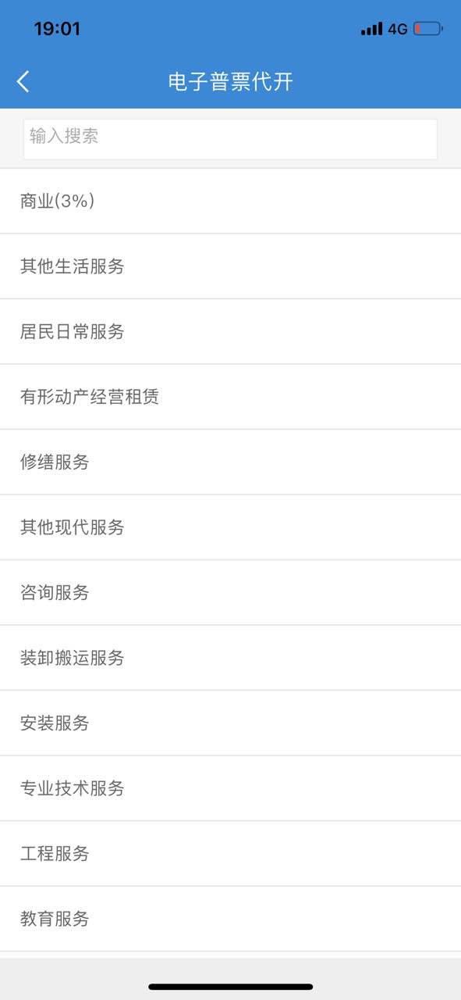 19:01
4G
电子普票代开
输入搜索
商业(3%)
其他生活服务
居民日常服务
有形动产经营租赁
修缮服务
其他现代服务
咨询服务
装卸搬运服务
安装服务
专业技术服务
工程服务
教育服务